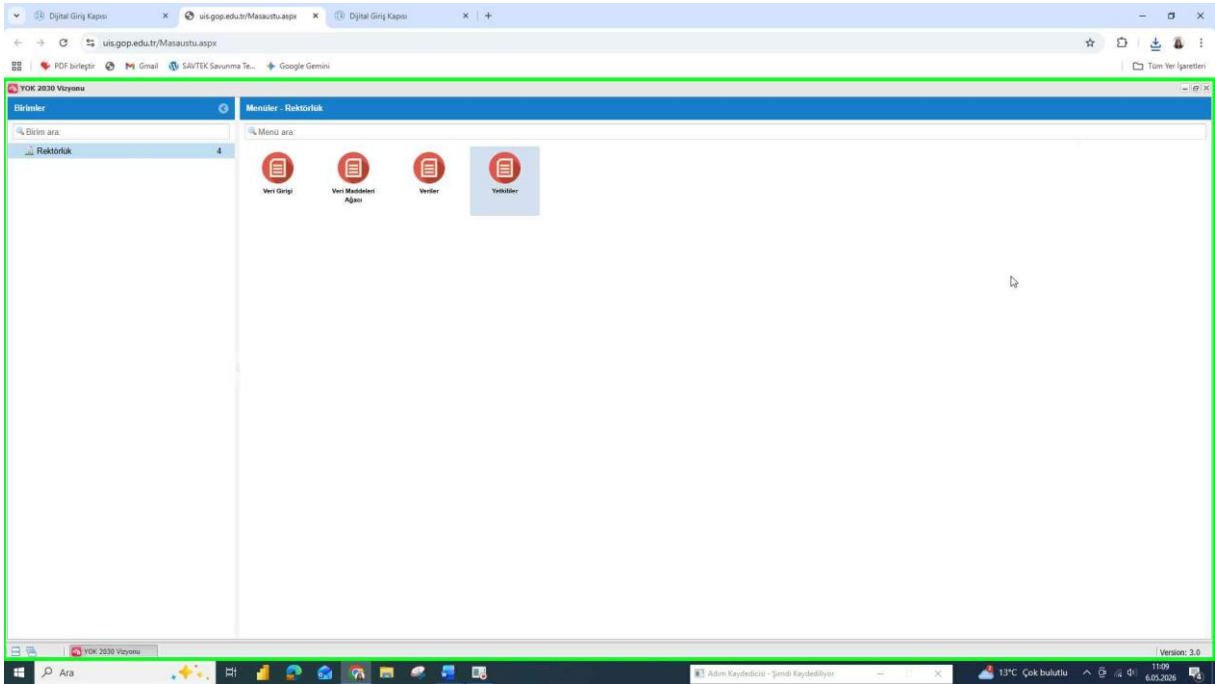 Dijital Giriş Kapısı
uis.gop.edu.tr/Masaustu.aspx
Dijital Giriş Kapısı
uis.gop.edu.tr/Masaustu.aspx
PDF birleştir
Gmail
SAVTEK Savunma Te...
Google Gemini
Tüm Yer İşaretleri
YOK 2030 Vizyonu
Birimler
Menüler - Rektörlük
Birim ara:
Menü ara:
Rektörlük 4
Veri Girişi
Veri Maddeleri
Ağacı
Veriler
Yetkililer
YOK 2030 Vizyonu
Version: 3.0
Ara
Adım Kaydedicisi - Şimdi Kaydediliyor
13°C Çok bulutlu
11:09
6.05.2026